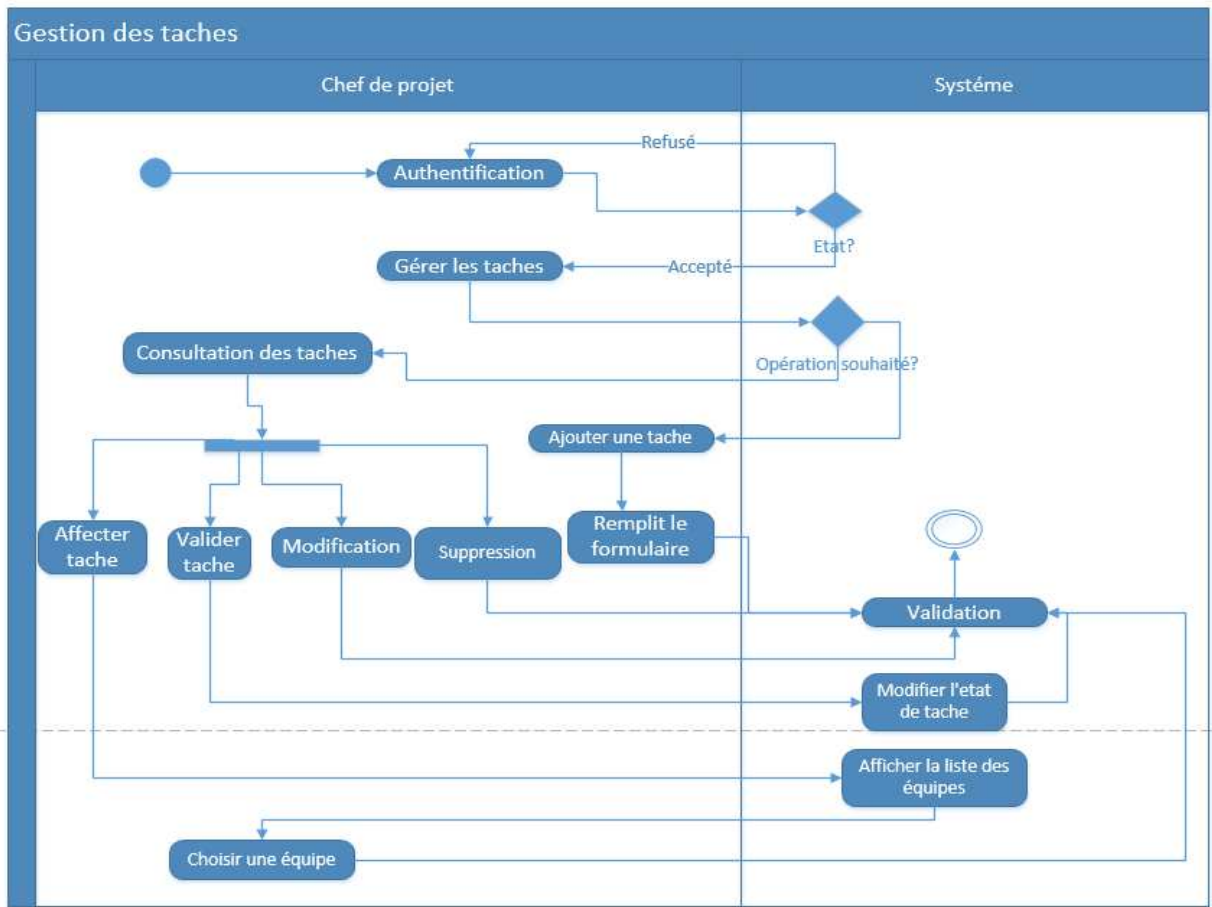 Gestion des taches
Chef de projet
Systéme
Refusé
Authentification
Etat?
Gérer les taches
Accepté
Consultation des taches
Opération souhaité?
Ajouter une tache
Affecter
tache
Valider
tache
Modification
Suppression
Remplit le
formulaire
Validation
Modifier l'etat
de tache
Afficher la liste des
équipes
Choisir une équipe